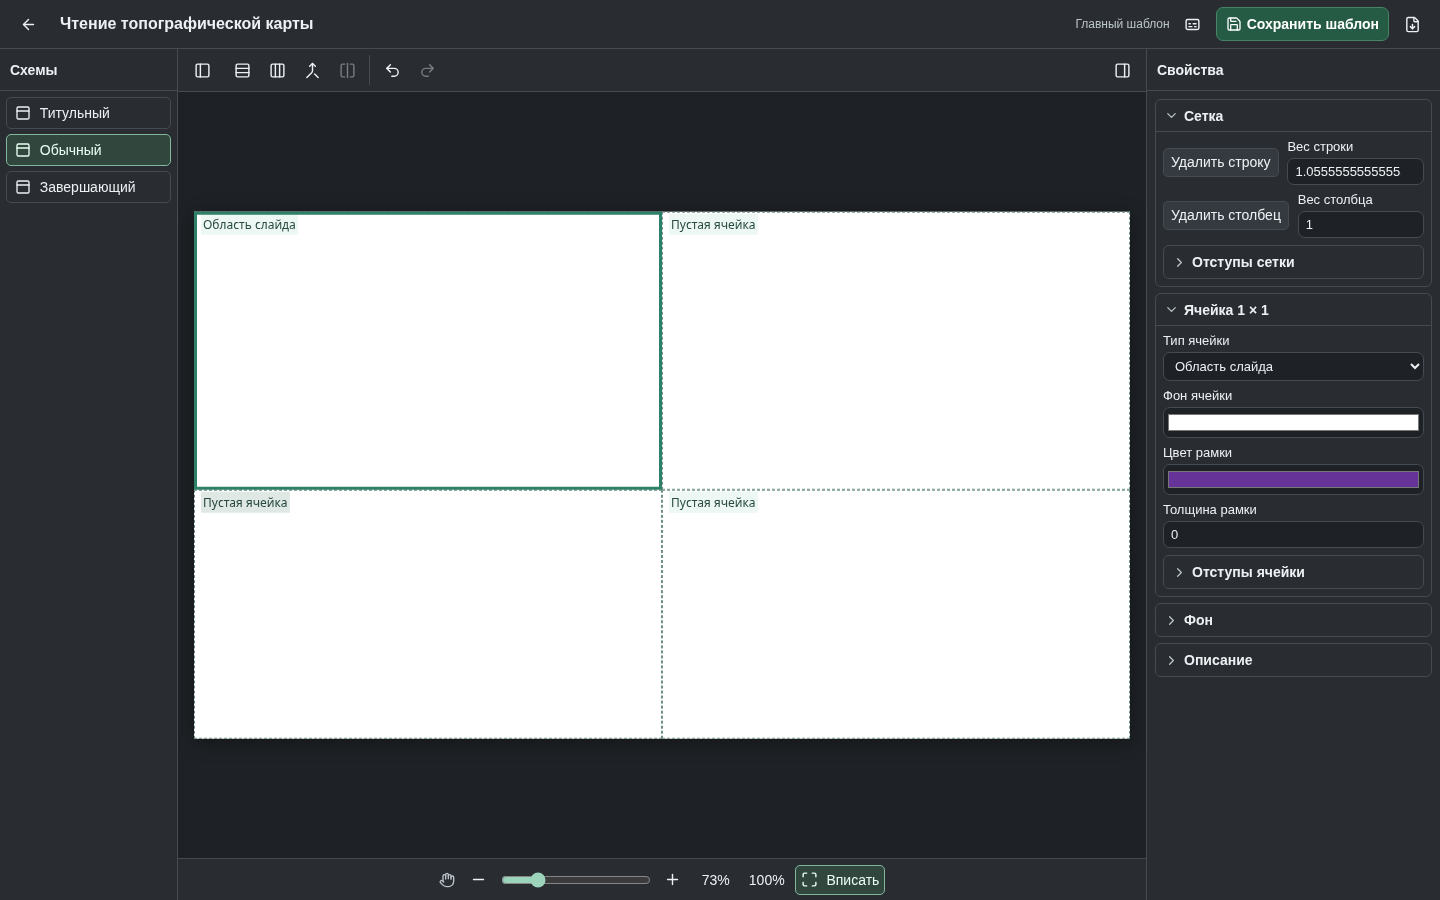 Чтение топографической карты
Главный шаблон
Сохранить шаблон
Схемы
Титульный
Обычный
Завершающий
Область слайда
Пустая ячейка
Пустая ячейка
Пустая ячейка
73%
100%
Вписать
Свойства
Сетка
Удалить строку
Вес строки
1.0555555555555
Удалить столбец
Вес столбца
1
Отступы сетки
Ячейка 1 × 1
Тип ячейки
Область слайда
Фон ячейки
Цвет рамки
Толщина рамки
0
Отступы ячейки
Фон
Описание